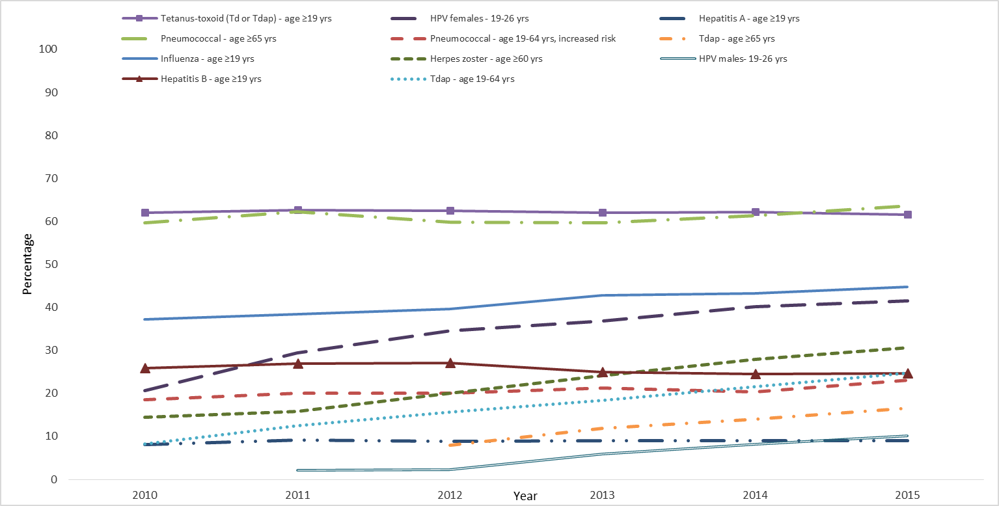 Tetanus-toxoid (Td or Tdap) - age ≥19 yrs
HPV females - 19-26 yrs
Hepatitis A - age ≥19 yrs
Pneumococcal - age ≥65 yrs
Pneumococcal - age 19-64 yrs, increased risk
Tdap - age ≥65 yrs
Influenza - age ≥19 yrs
Herpes zoster - age ≥60 yrs
HPV males- 19-26 yrs
Hepatitis B - age ≥19 yrs
Tdap - age 19-64 yrs
100
90
80
70
60
50
40
30
20
10
0
Percentage
2010
2011
2012
2013
2014
2015
Year